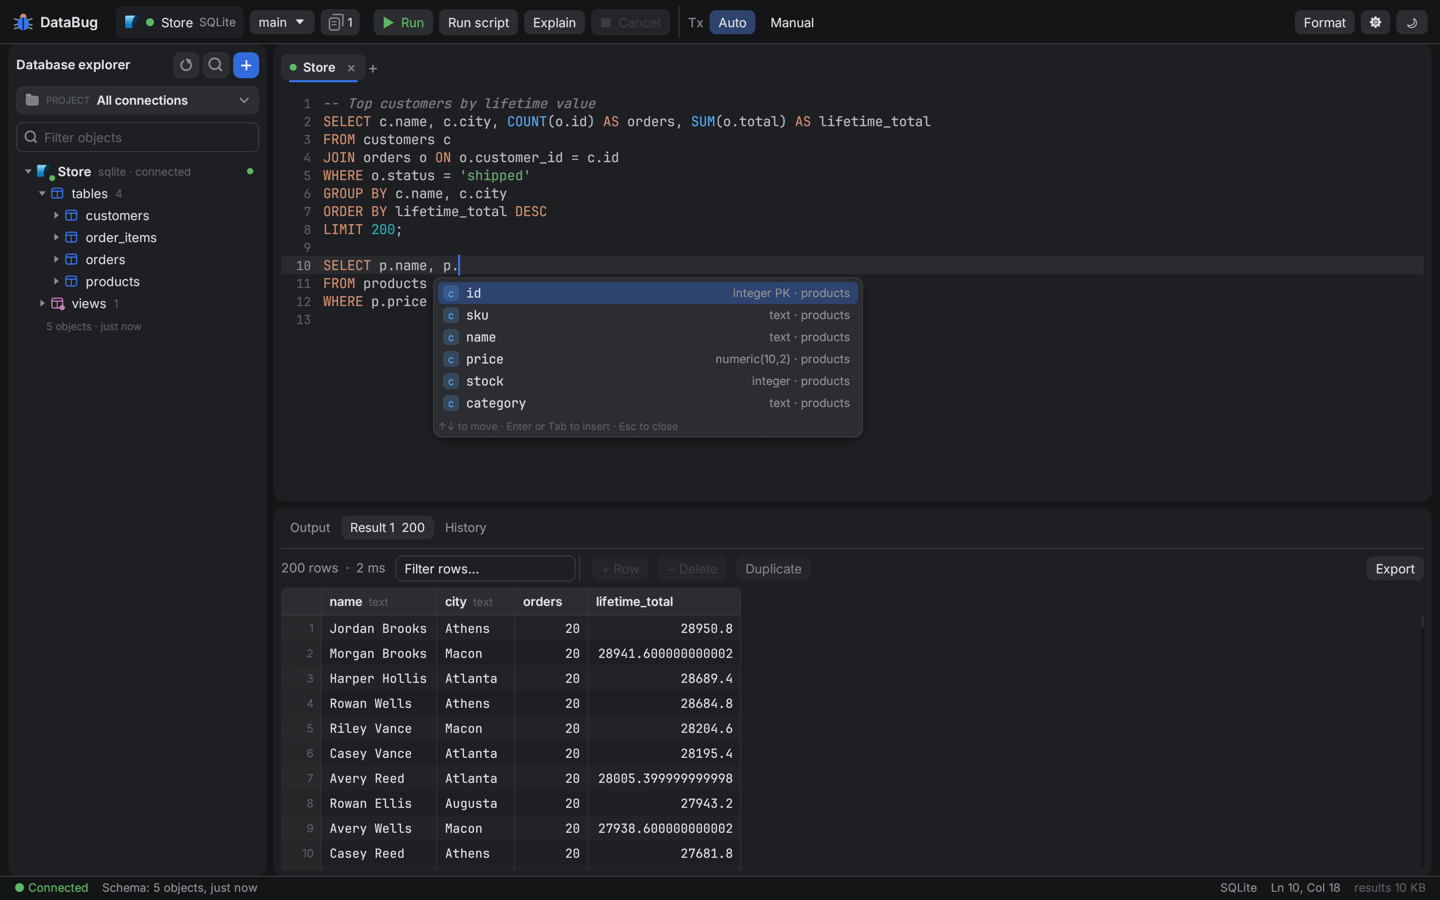 DataBug
Store SQLite
main
1
Run
Run script
Explain
Cancel
Tx
Auto
Manual
Format
Database explorer
PROJECT All connections
Filter objects
Store sqlite · connected
tables 4
customers
order_items
orders
products
views 1
5 objects · just now
Store × +
1 -- Top customers by lifetime value
2 SELECT c.name, c.city, COUNT(o.id) AS orders, SUM(o.total) AS lifetime_total
3 FROM customers c
4 JOIN orders o ON o.customer_id = c.id
5 WHERE o.status = 'shipped'
6 GROUP BY c.name, c.city
7 ORDER BY lifetime_total DESC
8 LIMIT 200;
9
10 SELECT p.name, p.
11 FROM products
12 WHERE p.price
13
c id integer PK · products
c sku text · products
c name text · products
c price numeric(10,2) · products
c stock integer · products
c category text · products
↑↓ to move · Enter or Tab to insert · Esc to close
Output
Result 1 200
History
200 rows · 2 ms
Filter rows...
+ Row
− Delete
Duplicate
Export
name text city text orders lifetime_total
1 Jordan Brooks Athens 20 28950.8
2 Morgan Brooks Macon 20 28941.600000000002
3 Harper Hollis Atlanta 20 28689.4
4 Rowan Wells Athens 20 28684.8
5 Riley Vance Macon 20 28204.6
6 Casey Vance Atlanta 20 28195.4
7 Avery Reed Atlanta 20 28005.399999999998
8 Rowan Ellis Augusta 20 27943.2
9 Avery Wells Macon 20 27938.600000000002
10 Casey Reed Athens 20 27681.8
Connected
Schema: 5 objects, just now
SQLite
Ln 10, Col 18
results 10 KB